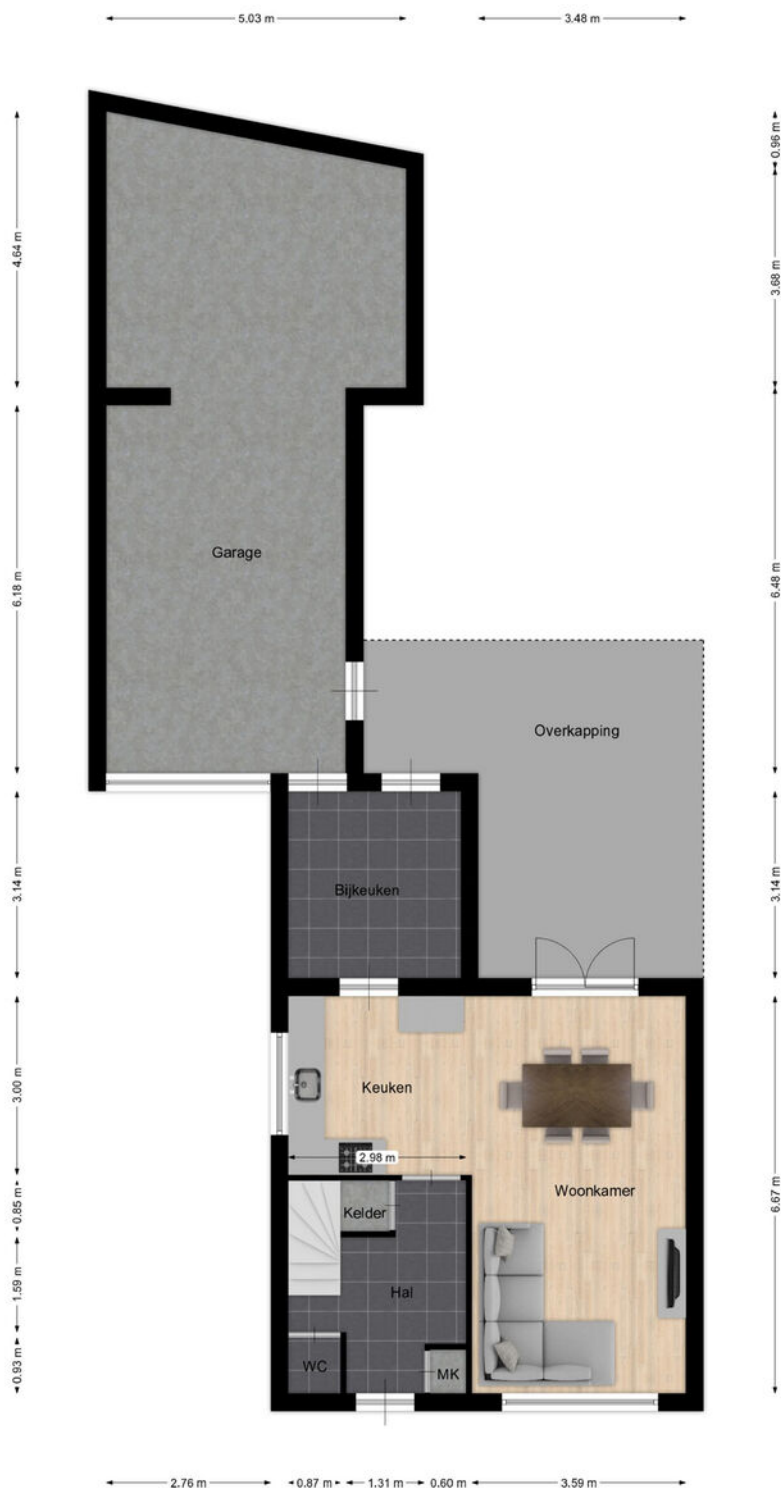 5.03 m
3.48 m
0.96 m
4.64 m
3.68 m
Garage
6.18 m
6.48 m
Overkapping
3.14 m
3.14 m
Bijkeuken
3.00 m
Keuken
2.98 m
Woonkamer
0.85 m
6.67 m
Kelder
1.59 m
Hal
0.93 m
WC
MK
2.76 m
0.87 m
1.31 m
0.60 m
3.59 m